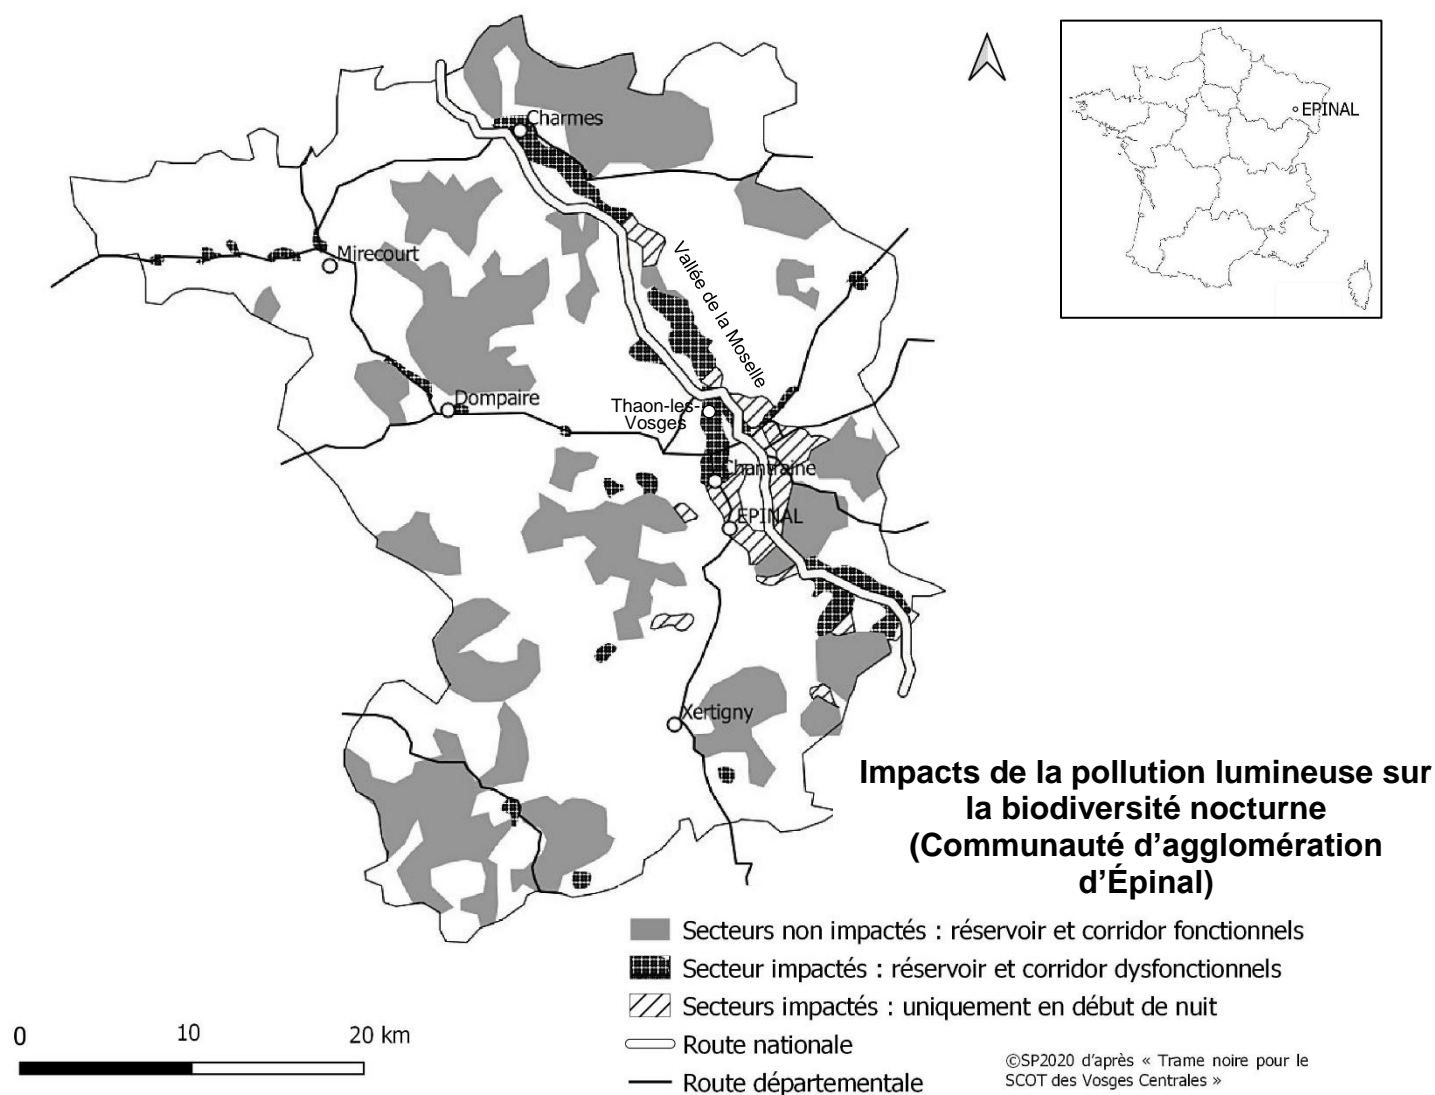 EPINAL
Charmes
Mirecourt
Vallée de la Moselle
Dompaire
Thaon-les-
Vosges
Chantraine
EPINAL
Xertigny
Impacts de la pollution lumineuse sur
la biodiversité nocturne
(Communauté d’agglomération
d’Épinal)
Secteurs non impactés : réservoir et corridor fonctionnels
Secteur impactés : réservoir et corridor dysfonctionnels
Secteurs impactés : uniquement en début de nuit
Route nationale
Route départementale
0 10 20 km
©SP2020 d'après « Trame noire pour le
SCOT des Vosges Centrales »